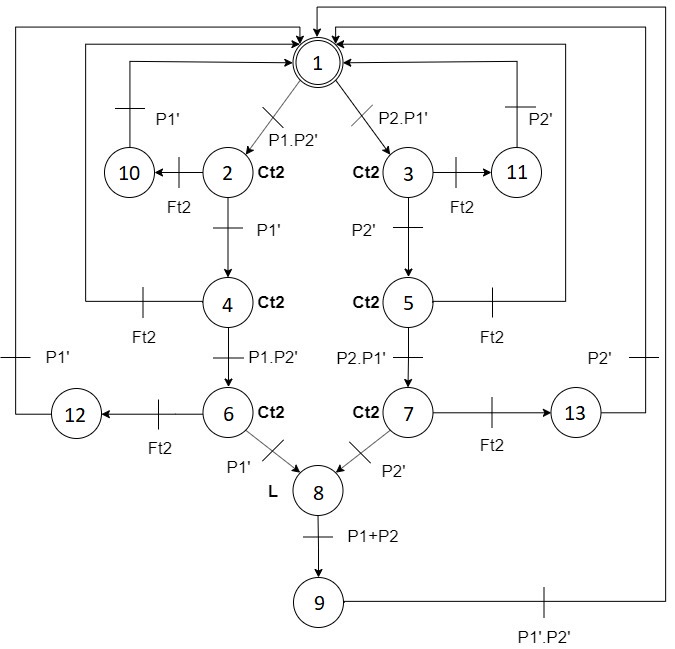 1
P1' P2.P1' P2'
P1.P2'
10 2 Ct2 Ct2 3 11
Ft2 Ft2
P1' P2'
4 Ct2 Ct2 5
Ft2 Ft2
P1' P1.P2' P2.P1' P2'
12 6 Ct2 Ct2 7 13
Ft2 Ft2
P1' P2'
L 8
P1+P2
9
P1'.P2'